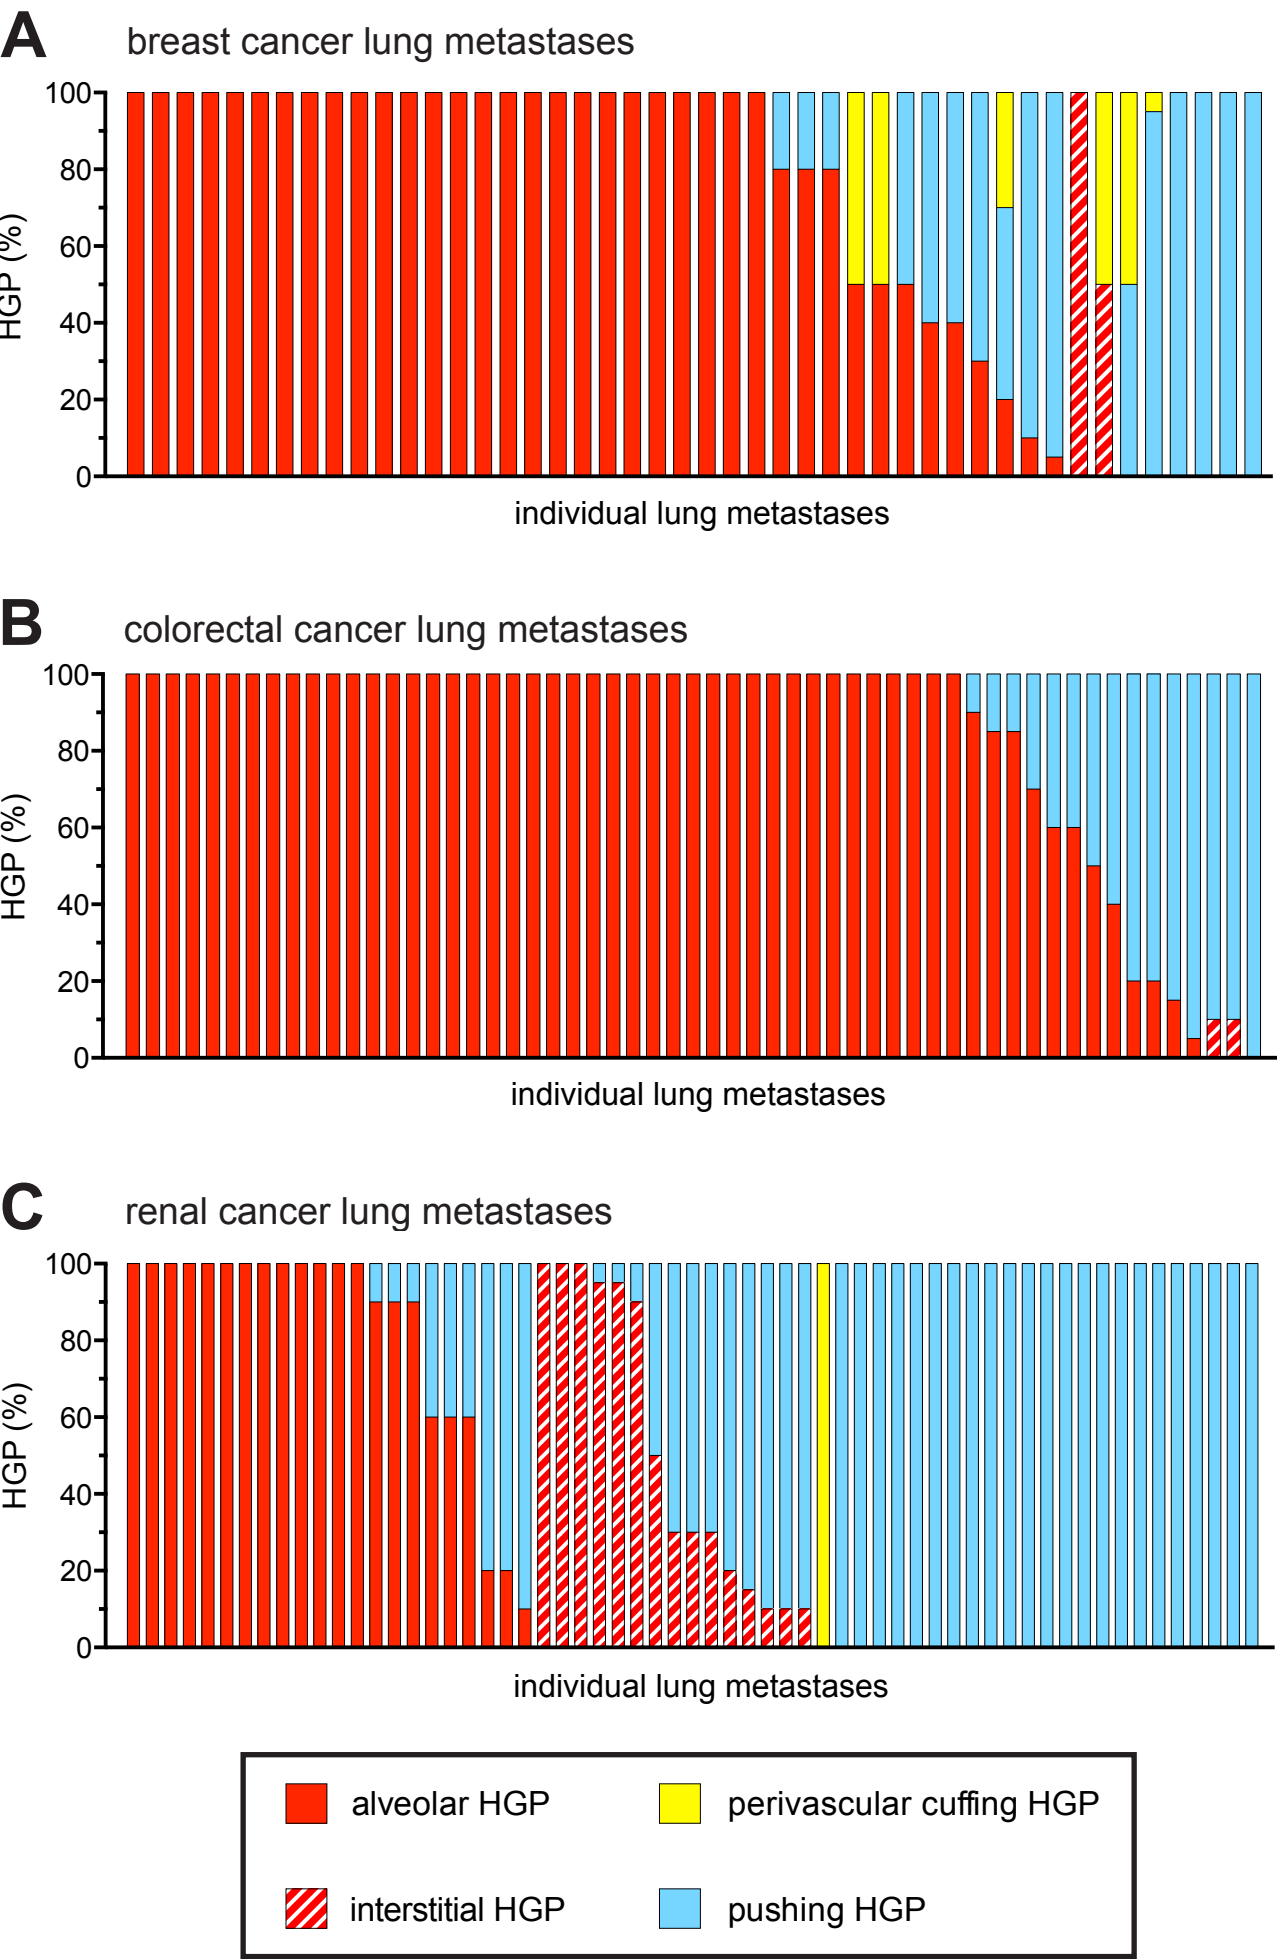 A
breast cancer lung metastases
100
80
60
40
20
0
HGP (%)
individual lung metastases
B
colorectal cancer lung metastases
100
80
60
40
20
0
HGP (%)
individual lung metastases
C
renal cancer lung metastases
100
80
60
40
20
0
HGP (%)
individual lung metastases
alveolar HGP
perivascular cuffing HGP
interstitial HGP
pushing HGP